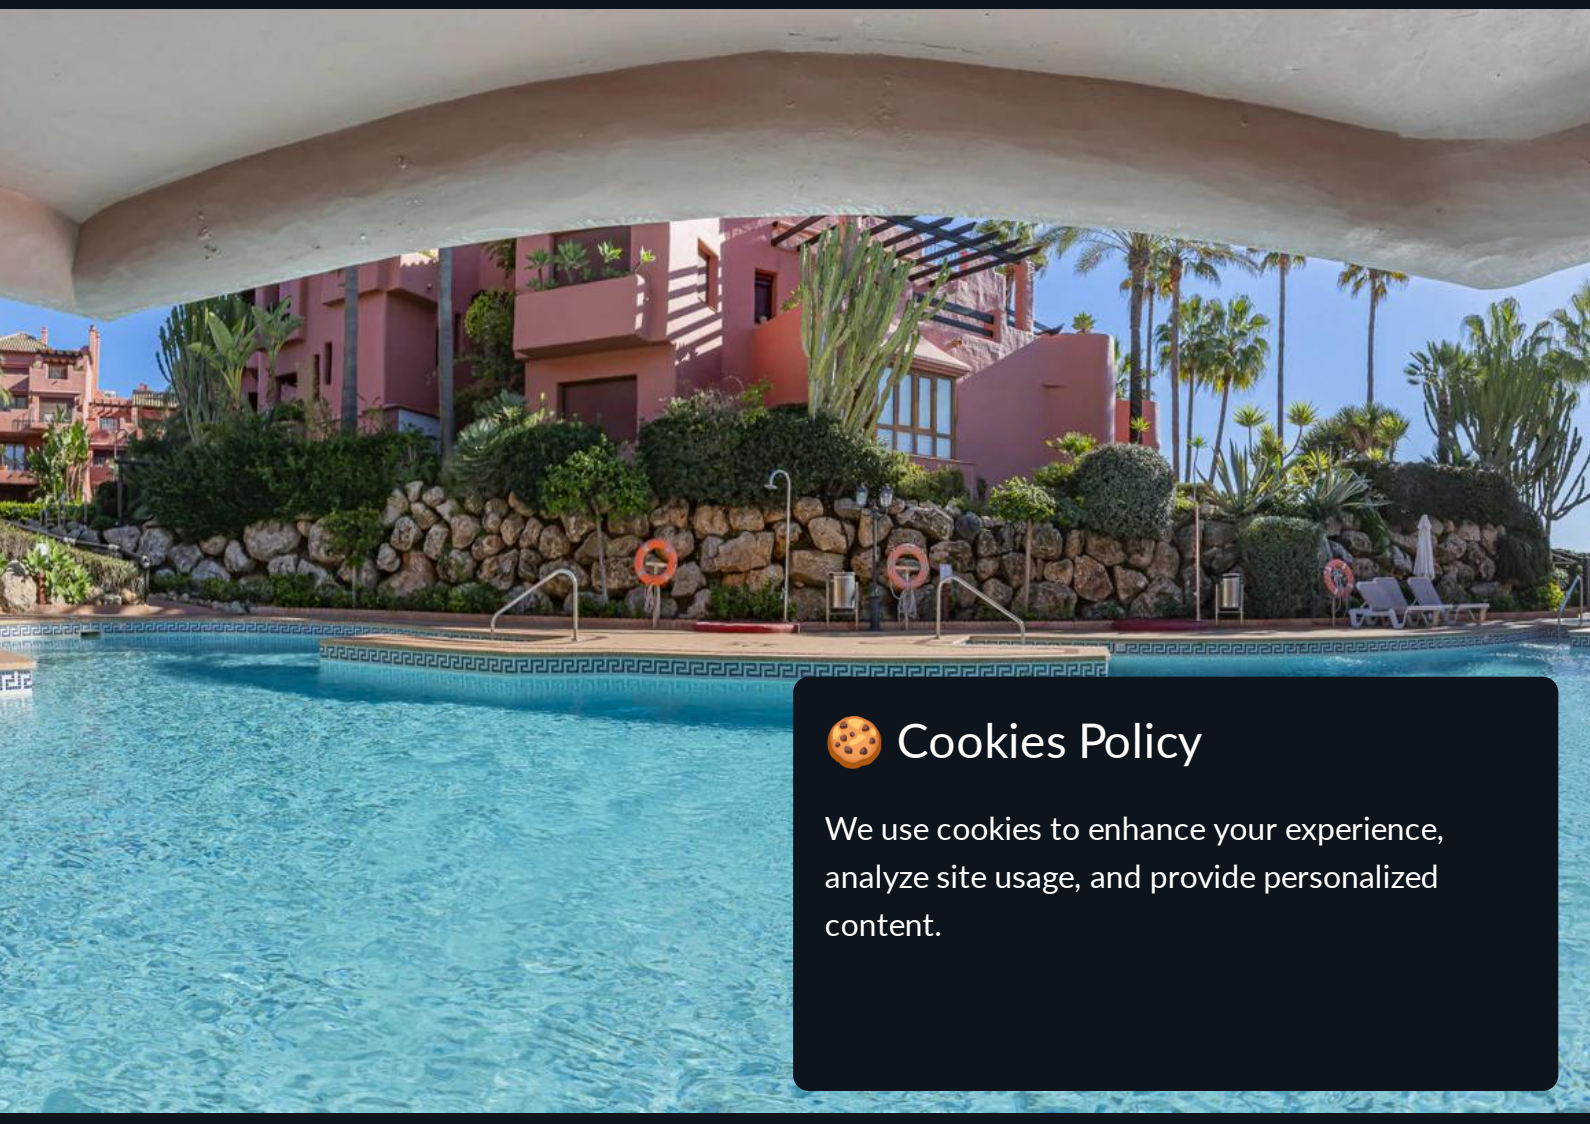 🍪 Cookies Policy
We use cookies to enhance your experience,
analyze site usage, and provide personalized
content.